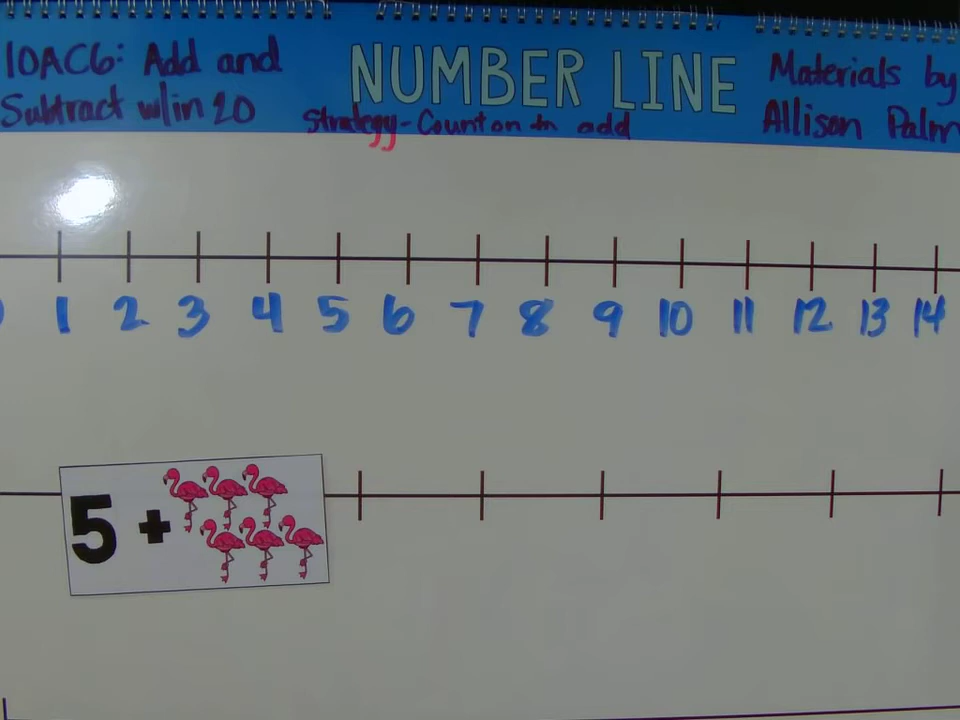 10AC6: Add and
Subtract w/in 20
NUMBER LINE
Strategy-Count on to add
Materials by
Allison Palm
1 2 3 4 5 6 7 8 9 10 11 12 13 14
5 +